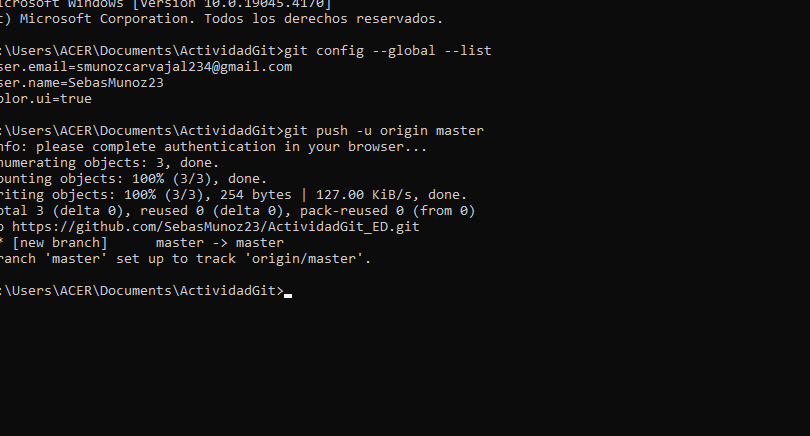 icrosoft Windows [Versión 10.0.19045.4170]
c) Microsoft Corporation. Todos los derechos reservados.
:\Users\ACER\Documents\ActividadGit>git config --global --list
ser.email=smunozcarvajal234@gmail.com
ser.name=SebasMunoz23
olor.ui=true
:\Users\ACER\Documents\ActividadGit>git push -u origin master
nfo: please complete authentication in your browser...
numerating objects: 3, done.
ounting objects: 100% (3/3), done.
riting objects: 100% (3/3), 254 bytes | 127.00 KiB/s, done.
otal 3 (delta 0), reused 0 (delta 0), pack-reused 0 (from 0)
o https://github.com/SebasMunoz23/ActividadGit_ED.git
* [new branch]      master -> master
ranch 'master' set up to track 'origin/master'.
:\Users\ACER\Documents\ActividadGit>